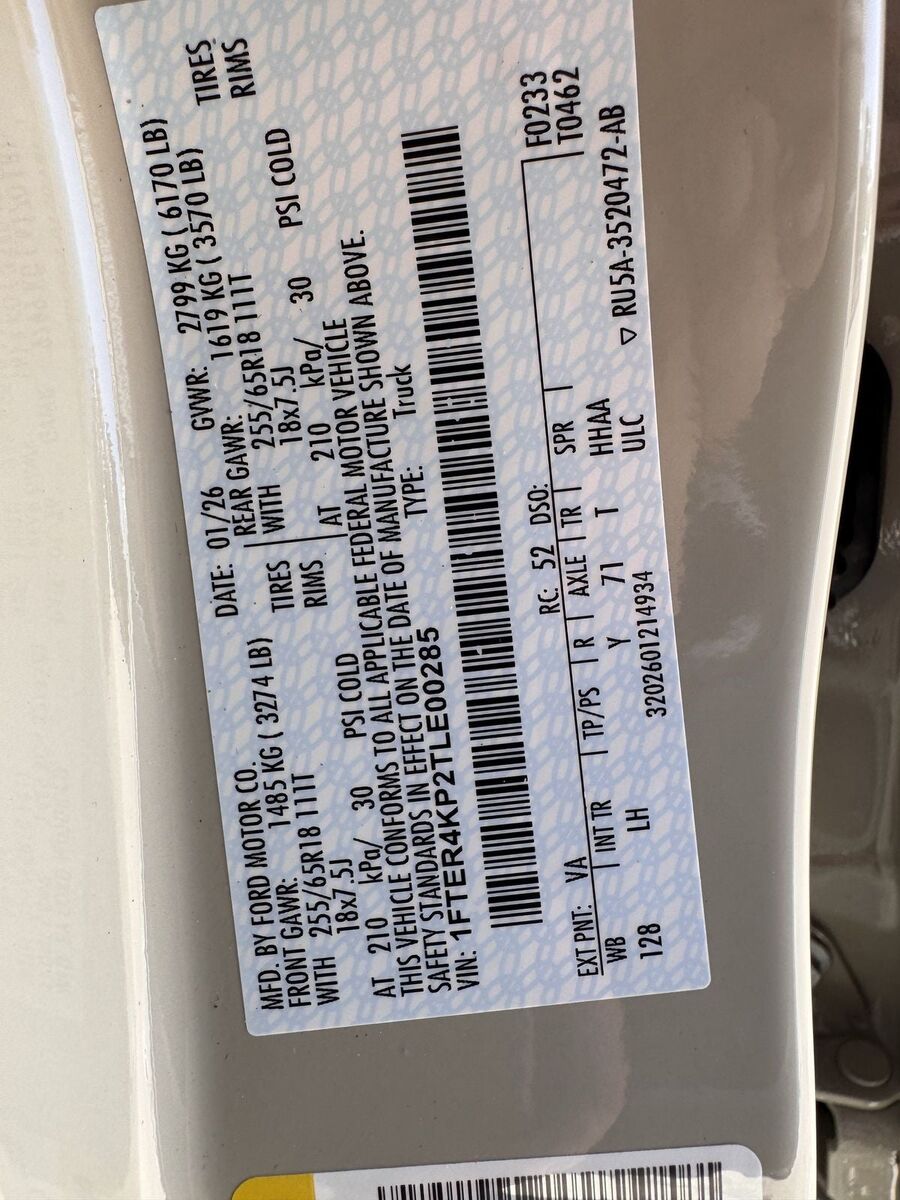 MFD. BY FORD MOTOR CO.
DATE: 01/26 GVWR: 2799 KG ( 6170 LB)
FRONT GAWR: 1485 KG ( 3274 LB) REAR GAWR: 1619 KG ( 3570 LB)
WITH 255/65R18 111T TIRES WITH 255/65R18 111T TIRES
18x7.5J RIMS 18x7.5J RIMS
AT 210 kPa/ 30 PSI COLD AT 210 kPa/ 30 PSI COLD
THIS VEHICLE CONFORMS TO ALL APPLICABLE FEDERAL MOTOR VEHICLE
SAFETY STANDARDS IN EFFECT ON THE DATE OF MANUFACTURE SHOWN ABOVE.
VIN: 1FTER4KP2TLE00285 TYPE: Truck
F0233
T0462
EXT PNT: VA RC: 52 DSO:
WB INT TR TP/PS R AXLE TR SPR
128 LH Y 71 T HHAA
ULC
3202601214934 ▽ RU5A-3520472-AB